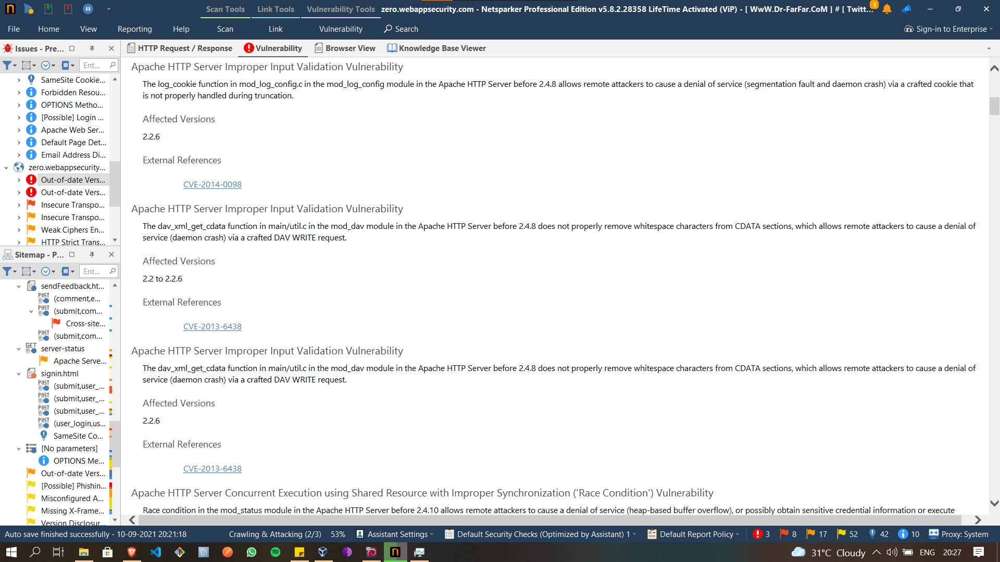 Scan Tools
Link Tools
Vulnerability Tools
zero.webappsecurity.com - Netsparker Professional Edition v5.8.2.28358 LifeTime Activated (ViP) - [ WwW.Dr-FarFar.CoM ] # [ Twitt...
1
File
Home
View
Reporting
Help
Scan
Link
Vulnerability
Search
Sign-in to Enterprise
Issues - Pre...
HTTP Request / Response
Vulnerability
Browser View
Knowledge Base Viewer
Ent...
SameSite Cookie...
Forbidden Resou...
OPTIONS Metho...
[Possible] Login ...
Apache Web Ser...
Default Page Det...
Email Address Di...
zero.webappsecurity...
Out-of-date Vers...
Out-of-date Vers...
Insecure Transpo...
Insecure Transpo...
Weak Ciphers En...
HTTP Strict Trans...
Sitemap - P...
Ent...
sendFeedback.ht...
POST (comment,e...
POST (submit,com...
Cross-site...
POST (submit,com...
GET server-status
Apache Serve...
signin.html
POST (submit,user_...
POST (submit,user_...
POST (submit,user_...
POST (user_login,us...
SameSite Co...
[No parameters]
OPTIONS Me...
Out-of-date Vers...
[Possible] Phishin...
Misconfigured A...
Missing X-Frame...
Version Disclosur...
Apache HTTP Server Improper Input Validation Vulnerability
The log_cookie function in mod_log_config.c in the mod_log_config module in the Apache HTTP Server before 2.4.8 allows remote attackers to cause a denial of service (segmentation fault and daemon crash) via a crafted cookie that
is not properly handled during truncation.
Affected Versions
2.2.6
External References
CVE-2014-0098
Apache HTTP Server Improper Input Validation Vulnerability
The dav_xml_get_cdata function in main/util.c in the mod_dav module in the Apache HTTP Server before 2.4.8 does not properly remove whitespace characters from CDATA sections, which allows remote attackers to cause a denial of
service (daemon crash) via a crafted DAV WRITE request.
Affected Versions
2.2 to 2.2.6
External References
CVE-2013-6438
Apache HTTP Server Improper Input Validation Vulnerability
The dav_xml_get_cdata function in main/util.c in the mod_dav module in the Apache HTTP Server before 2.4.8 does not properly remove whitespace characters from CDATA sections, which allows remote attackers to cause a denial of
service (daemon crash) via a crafted DAV WRITE request.
Affected Versions
2.2.6
External References
CVE-2013-6438
Apache HTTP Server Concurrent Execution using Shared Resource with Improper Synchronization ('Race Condition') Vulnerability
Race condition in the mod_status module in the Apache HTTP Server before 2.4.10 allows remote attackers to cause a denial of service (heap-based buffer overflow), or possibly obtain sensitive credential information or execute
Auto save finished successfully - 10-09-2021 20:21:18
Crawling & Attacking (2/3)
53%
Assistant Settings
Default Security Checks (Optimized by Assistant) 1
Default Report Policy
3
8
17
52
42
10
Proxy: System
31°C Cloudy
ENG
20:27